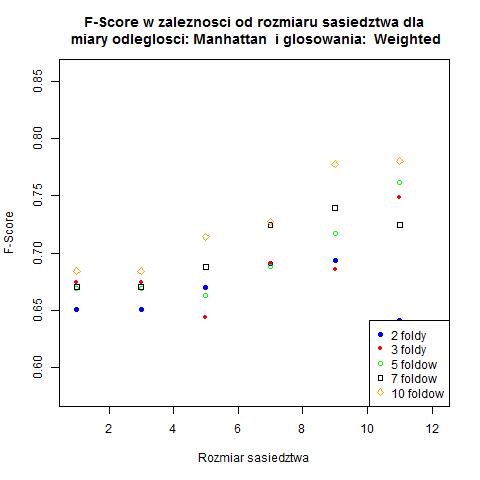 F-Score w zaleznosci od rozmiaru sasiedztwa dla
miary odleglosci: Manhattan i glosowania: Weighted
0.85
0.80
0.75
0.70
0.65
0.60
F-Score
2 foldy
3 foldy
5 foldow
7 foldow
10 foldow
2 4 6 8 10 12
Rozmiar sasiedztwa